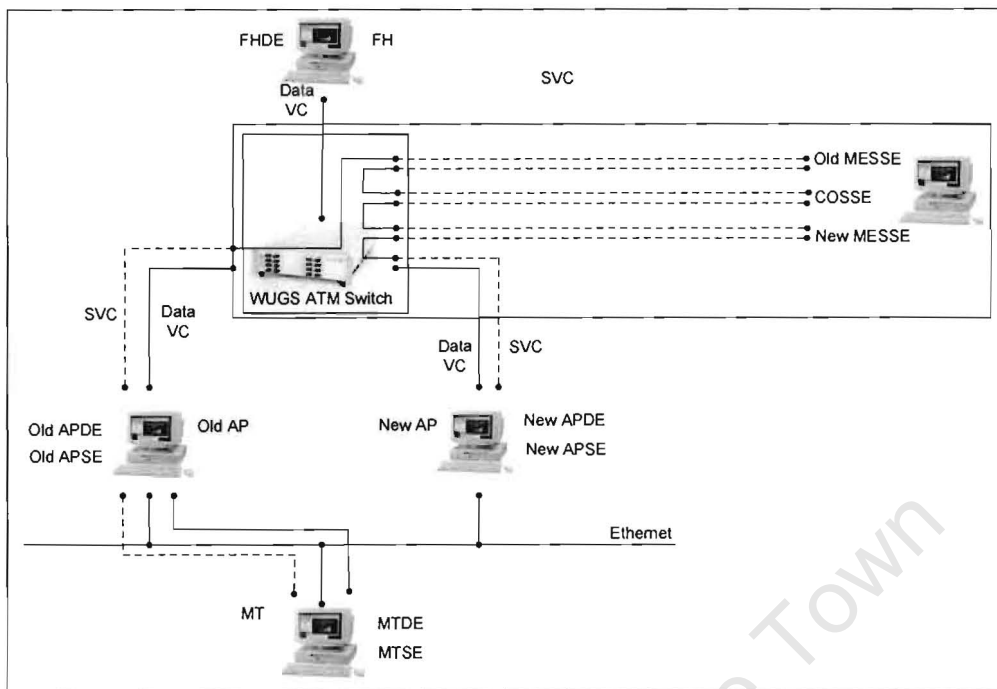 FHDE
FH
Data
VC
SVC
Old MESSE
COSSE
New MESSE
WUGS ATM Switch
SVC
Data
VC
Data
VC
SVC
Old APDE
Old APSE
Old AP
New AP
New APDE
New APSE
Ethernet
MT
MTDE
MTSE
Town